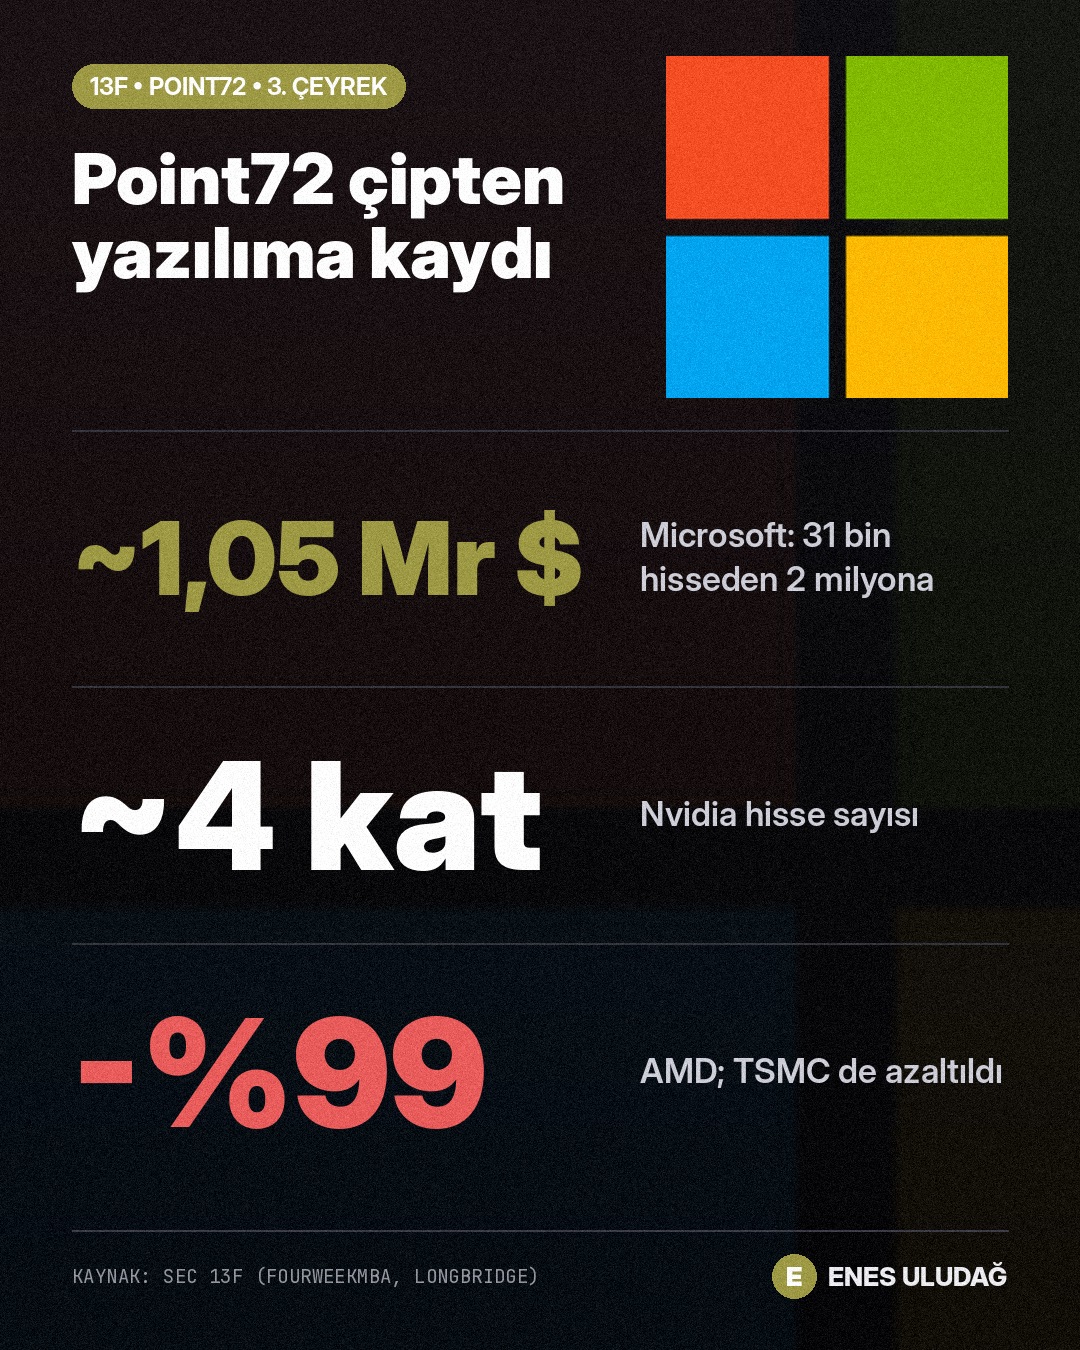 13F • POINT72 • 3. ÇEYREK
Point72 çipten
yazılıma kaydı
~1,05 Mr $
Microsoft: 31 bin
hisseden 2 milyona
~4 kat
Nvidia hisse sayısı
-%99
AMD; TSMC de azaltıldı
KAYNAK: SEC 13F (FOURWEEKMBA, LONGBRIDGE)
E ENES ULUDAĞ